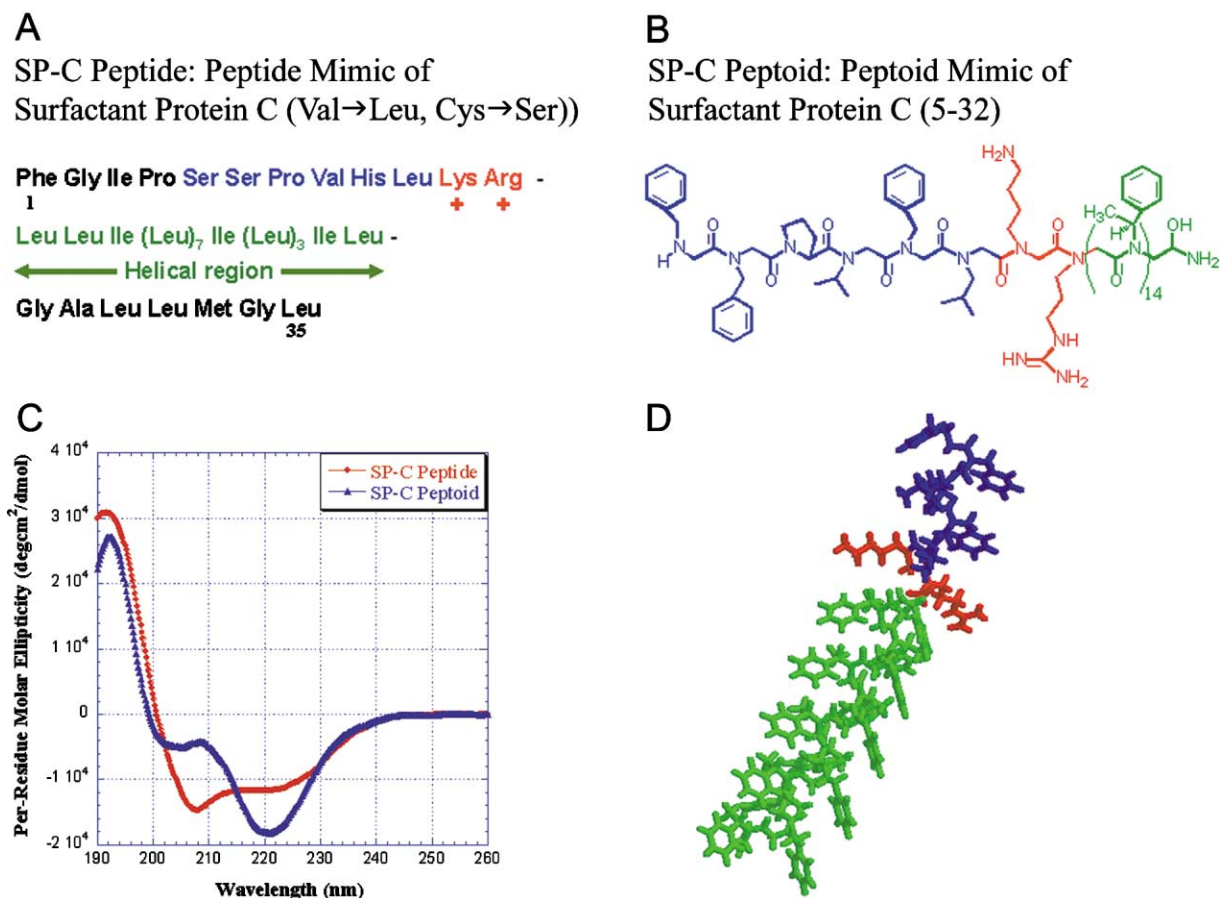 A
SP-C Peptide: Peptide Mimic of
Surfactant Protein C (Val→Leu, Cys→Ser))
Phe Gly Ile Pro Ser Ser Pro Val His Leu Lys Arg -
1
+ +
Leu Leu Ile (Leu)7 Ile (Leu)3 Ile Leu -
Helical region
Gly Ala Leu Leu Met Gly Leu
35
B
SP-C Peptoid: Peptoid Mimic of
Surfactant Protein C (5-32)
H2N
H3C
H
OH
O O O O
N N N N N N N N N
H
O O O O O
NH2
14
NH
HN
NH2
C
4 10^4
3 10^4
2 10^4
1 10^4
0
-1 10^4
-2 10^4
Per-Residue Molar Ellipticity (degcm^2/dmol)
SP-C Peptide
SP-C Peptoid
190 200 210 220 230 240 250 260
Wavelength (nm)
D